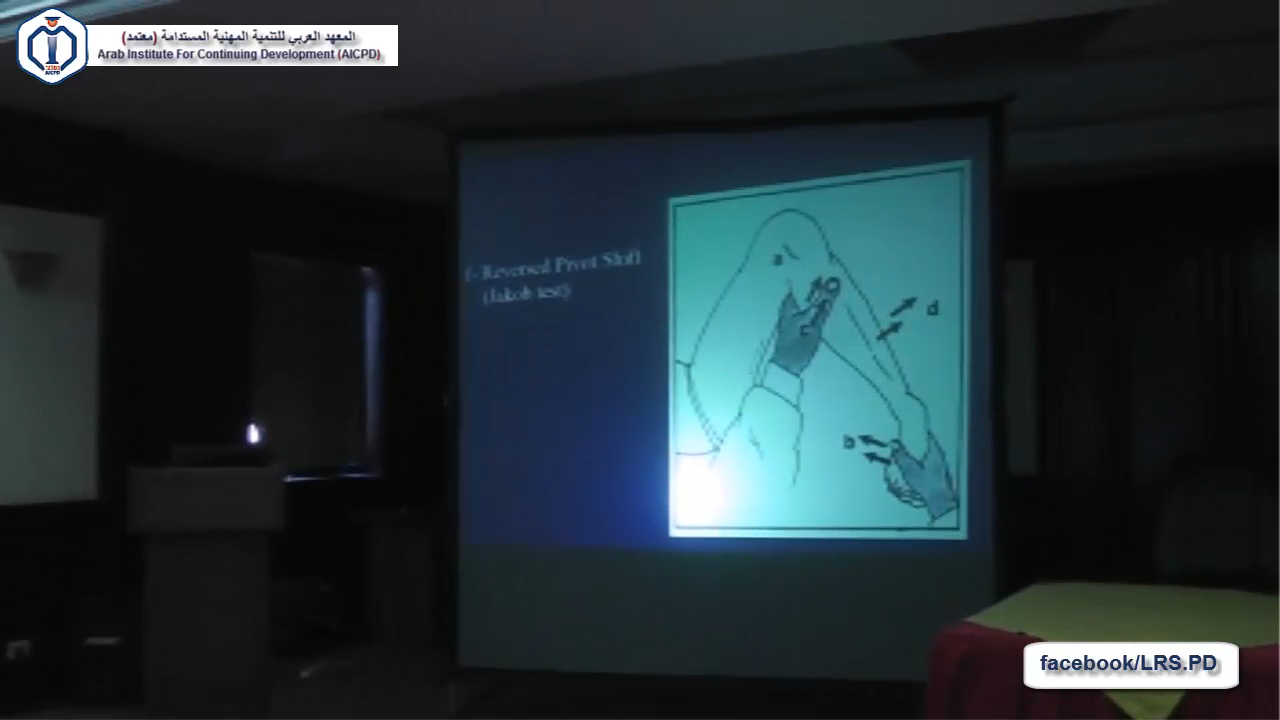 المعهد العربي للتنمية المهنية المستدامة (معتمد)
Arab Institute For Continuing Development (AICPD)
AICPD
f- Reversed Pivot Shift
(Jakob test)
a
c
d
b
facebook/LRS.PD